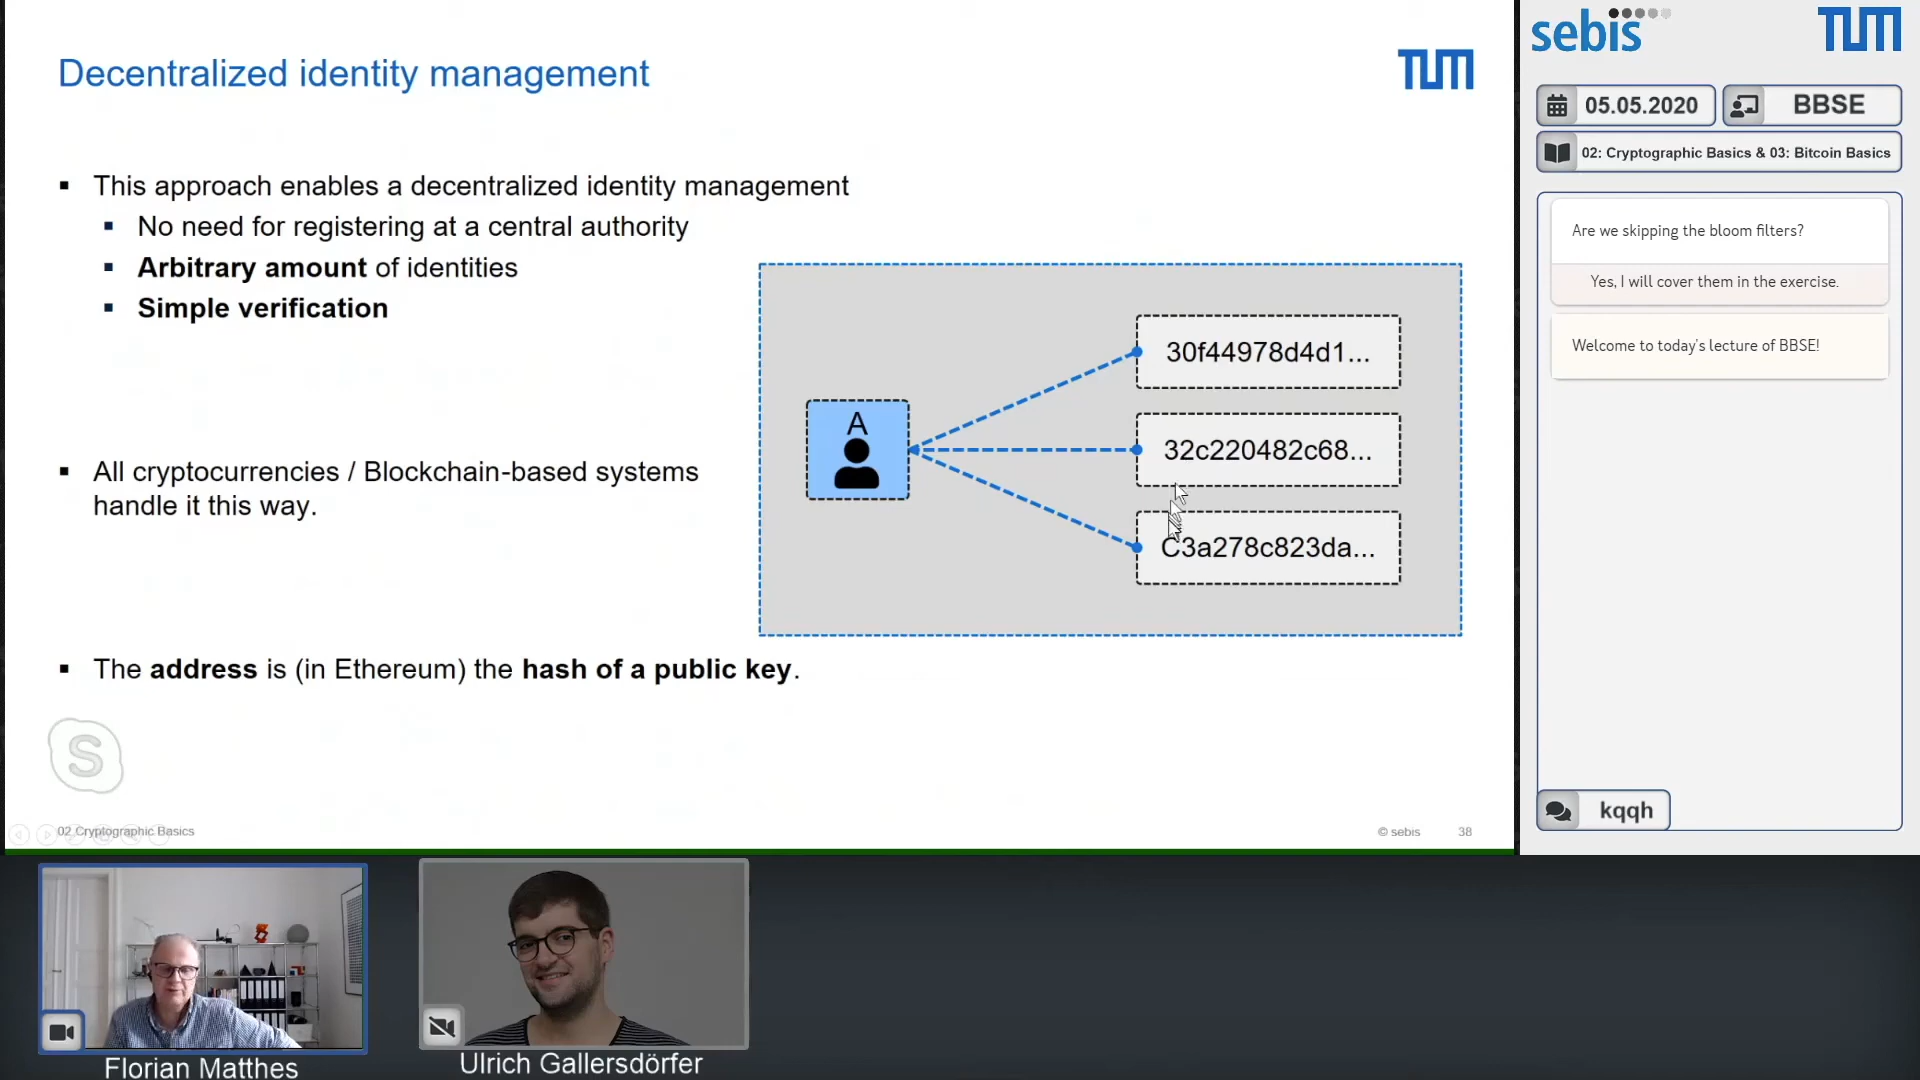 Decentralized identity management
TUM
▪ This approach enables a decentralized identity management
▪ No need for registering at a central authority
▪ Arbitrary amount of identities
▪ Simple verification
A
30f44978d4d1...
32c220482c68...
C3a278c823da...
▪ All cryptocurrencies / Blockchain-based systems
handle it this way.
▪ The address is (in Ethereum) the hash of a public key.
S
02 Cryptographic Basics
© sebis
38
sebis
TUM
05.05.2020
BBSE
02: Cryptographic Basics & 03: Bitcoin Basics
Are we skipping the bloom filters?
Yes, I will cover them in the exercise.
Welcome to today's lecture of BBSE!
kqqh
Florian Matthes
Ulrich Gallersdörfer